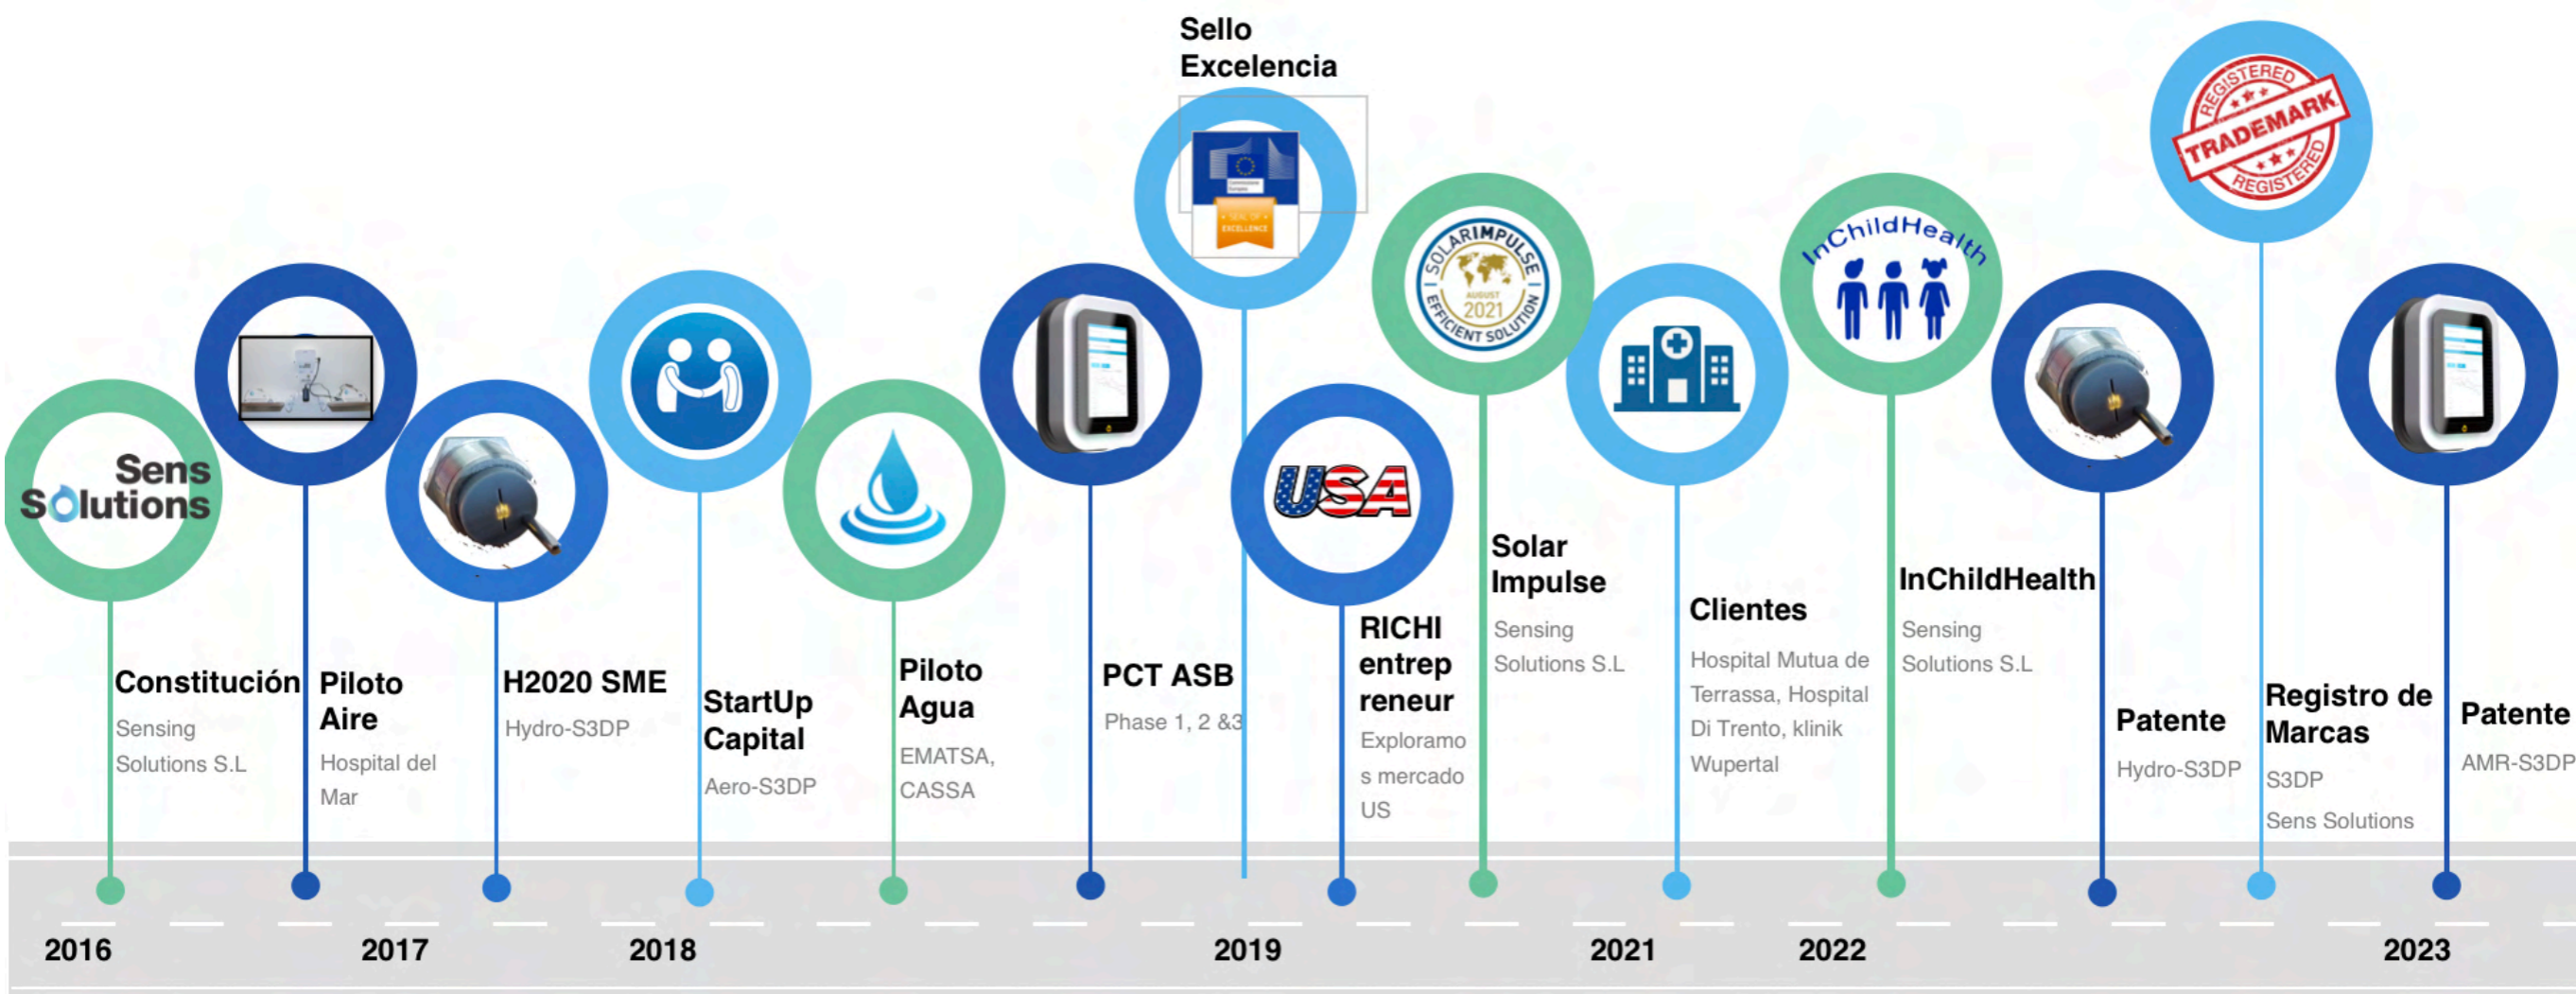 Sello
Excelencia
SEAL OF
EXCELLENCE
REGISTERED
TRADEMARK
REGISTERED
SOLARIMPULSE
AUGUST
2021
EFFICIENT SOLUTION
InChildHealth
Sens
Solutions
USA
Constitución
Sensing
Solutions S.L
Piloto
Aire
Hospital del
Mar
H2020 SME
Hydro-S3DP
StartUp
Capital
Aero-S3DP
Piloto
Agua
EMATSA,
CASSA
PCT ASB
Phase 1, 2 &3
RICHI
entrep
reneur
Exploramo
s mercado
US
Solar
Impulse
Sensing
Solutions S.L
Clientes
Hospital Mutua de
Terrassa, Hospital
Di Trento, klinik
Wupertal
InChildHealth
Sensing
Solutions S.L
Patente
Hydro-S3DP
Registro de
Marcas
S3DP
Sens Solutions
Patente
AMR-S3DP
2016
2017
2018
2019
2021
2022
2023